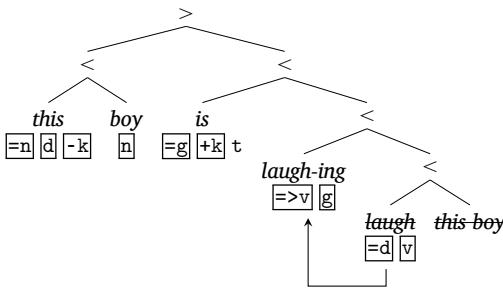 >
< <
this boy is <
=n d -k n =g +k t
laugh-ing <
=>v g
laugh this boy
=d v